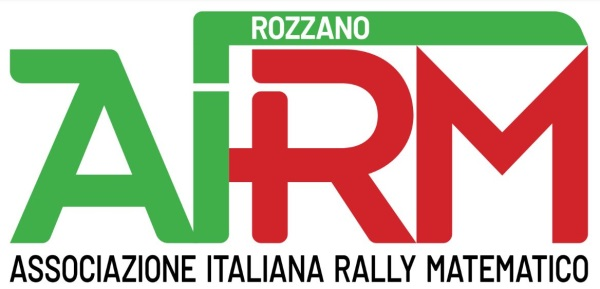 ROZZANO
AiRM
ASSOCIAZIONE ITALIANA RALLY MATEMATICO